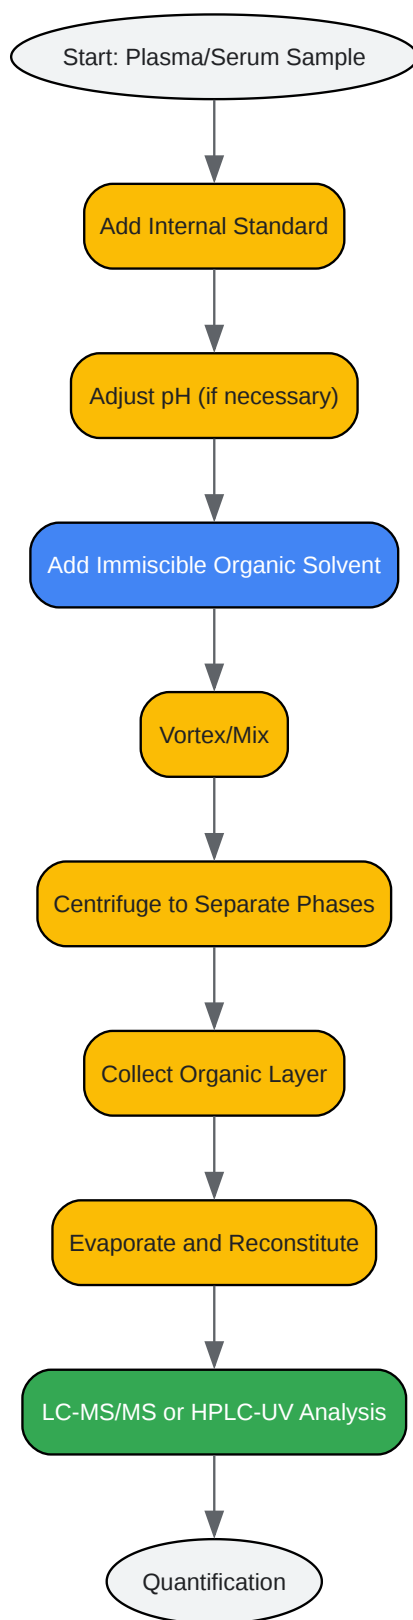 Start: Plasma/Serum Sample
Add Internal Standard
Adjust pH (if necessary)
Add Immiscible Organic Solvent
Vortex/Mix
Centrifuge to Separate Phases
Collect Organic Layer
Evaporate and Reconstitute
LC-MS/MS or HPLC-UV Analysis
Quantification